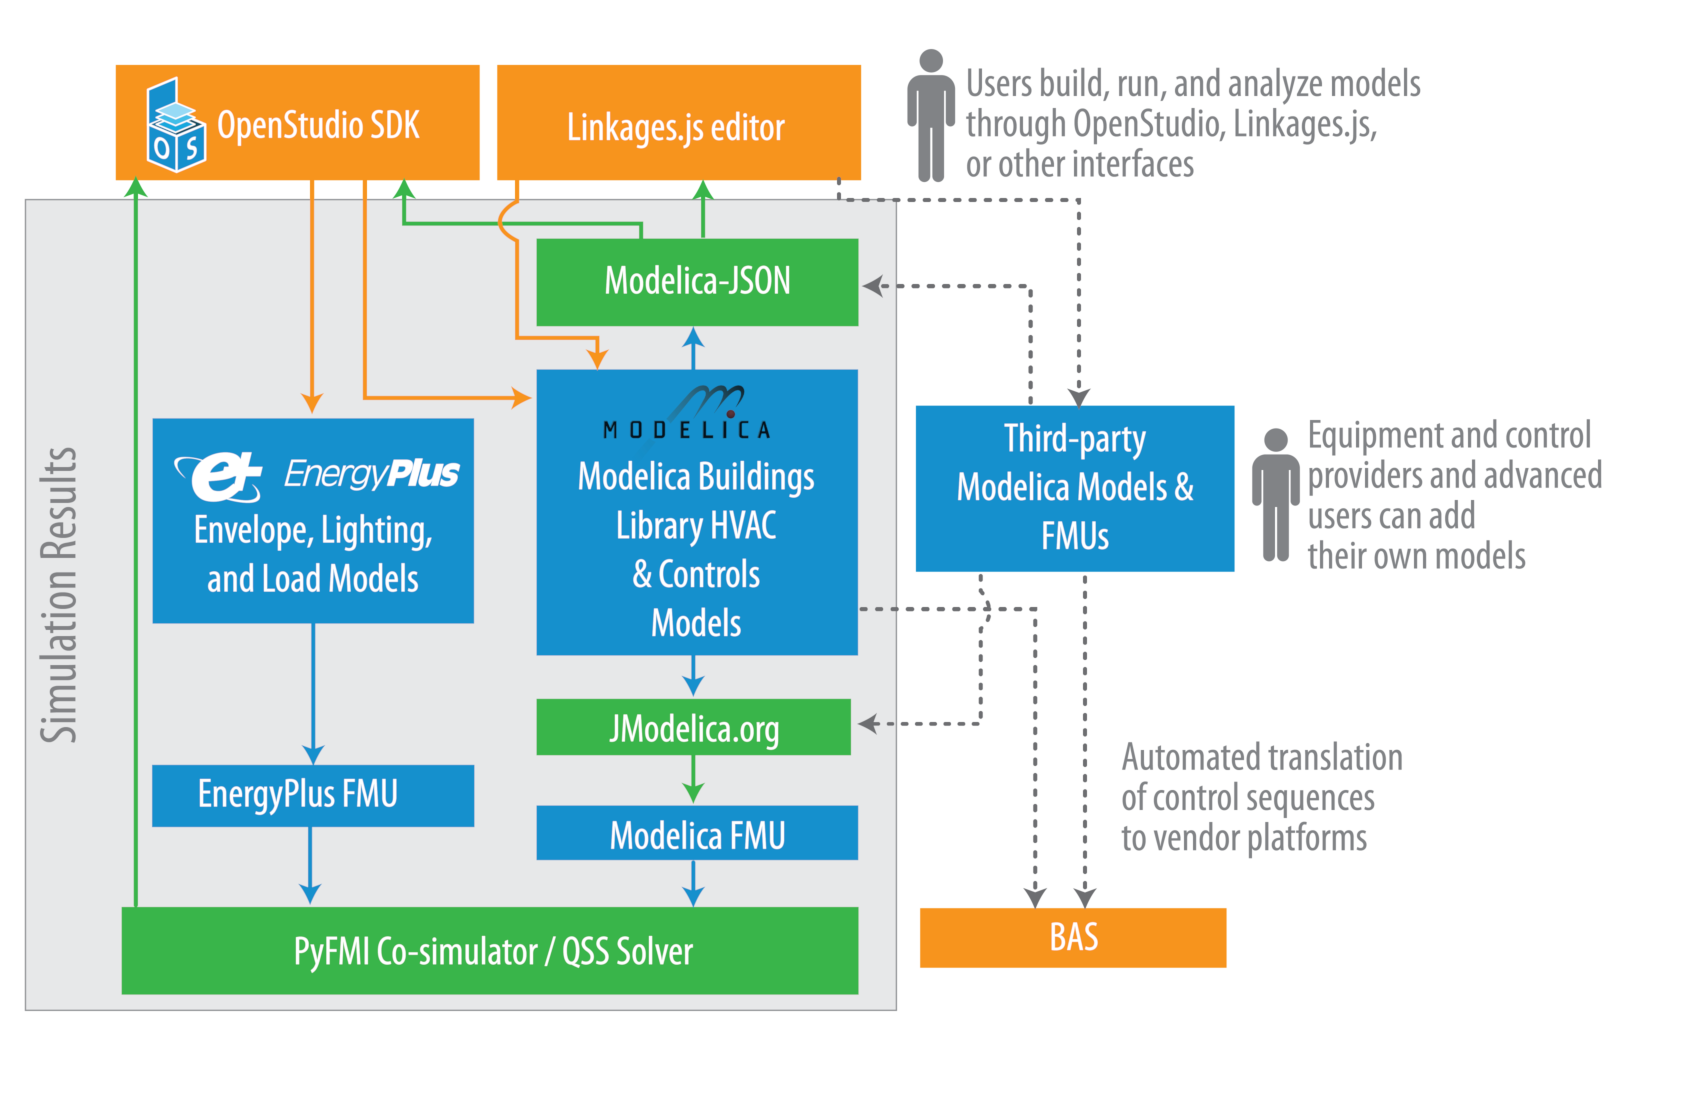 OpenStudio SDK
O S
Linkages.js editor
Users build, run, and analyze models
through OpenStudio, Linkages.js,
or other interfaces
Modelica-JSON
Simulation Results
e+ EnergyPlus
Envelope, Lighting,
and Load Models
MODELICA
Modelica Buildings
Library HVAC
& Controls
Models
Third-party
Modelica Models &
FMUs
Equipment and control
providers and advanced
users can add
their own models
JModelica.org
EnergyPlus FMU
Modelica FMU
Automated translation
of control sequences
to vendor platforms
PyFMI Co-simulator / QSS Solver
BAS